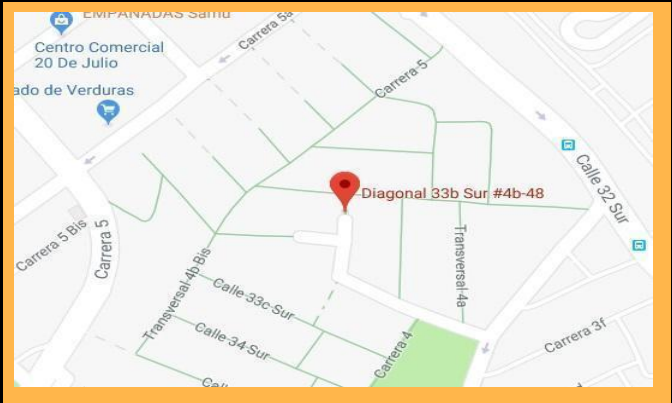 EMPANADAS Samu
Carrera 5a
Centro Comercial
20 De Julio
ado de Verduras
Carrera 5
Calle 32 Sur
Diagonal 33b Sur #4b-48
Carrera 5 Bis
Carrera 5
Transversal 4b Bis
Transversal 4a
Calle 33c Sur
Calle 34 Sur
Carrera 4
Carrera 3f